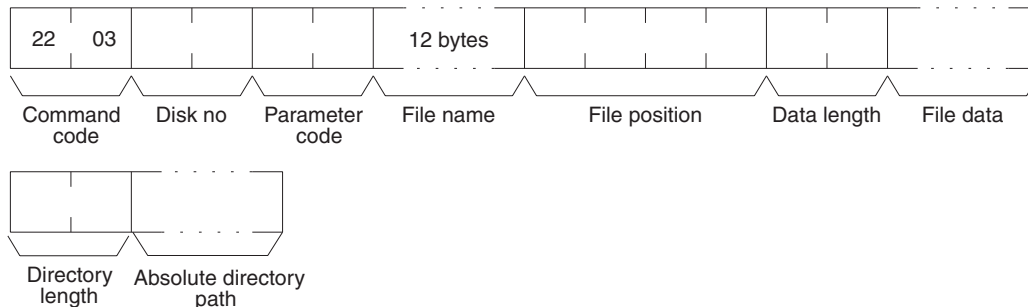 22 03 12 bytes
Command code Disk no Parameter code File name File position Data length File data
Directory length Absolute directory path